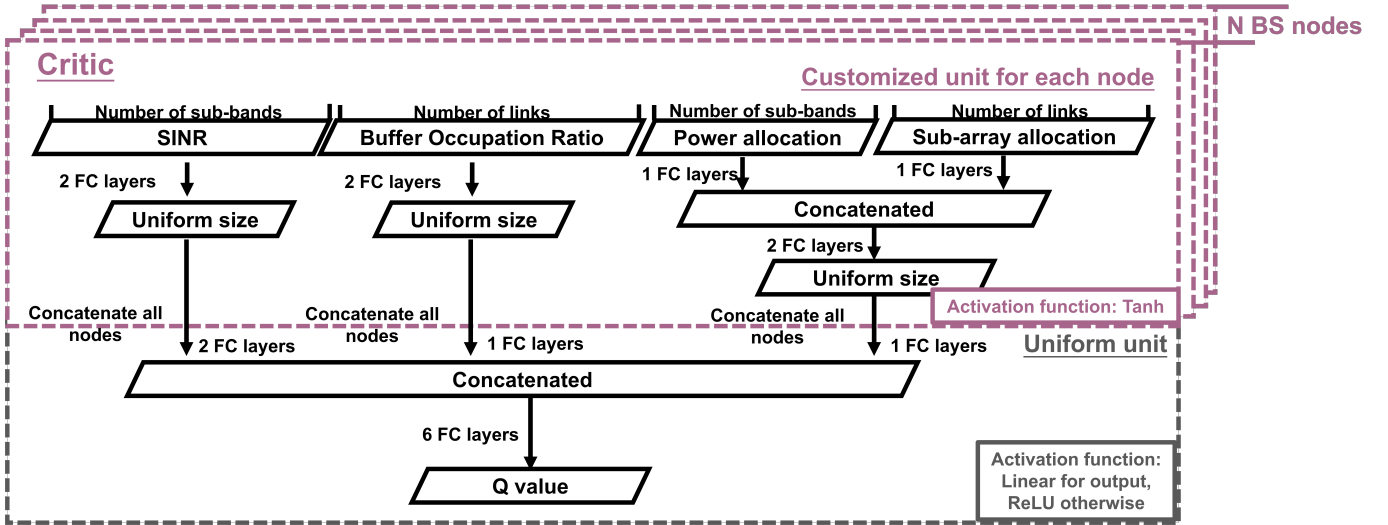 N BS nodes
Critic
Customized unit for each node
Number of sub-bands
Number of links
Number of sub-bands
Number of links
SINR
Buffer Occupation Ratio
Power allocation
Sub-array allocation
2 FC layers
2 FC layers
1 FC layers
1 FC layers
Uniform size
Uniform size
Concatenated
2 FC layers
Uniform size
Activation function: Tanh
Concatenate all
nodes
Concatenate all
nodes
Concatenate all
nodes
2 FC layers
1 FC layers
1 FC layers
Uniform unit
Concatenated
6 FC layers
Q value
Activation function:
Linear for output,
ReLU otherwise